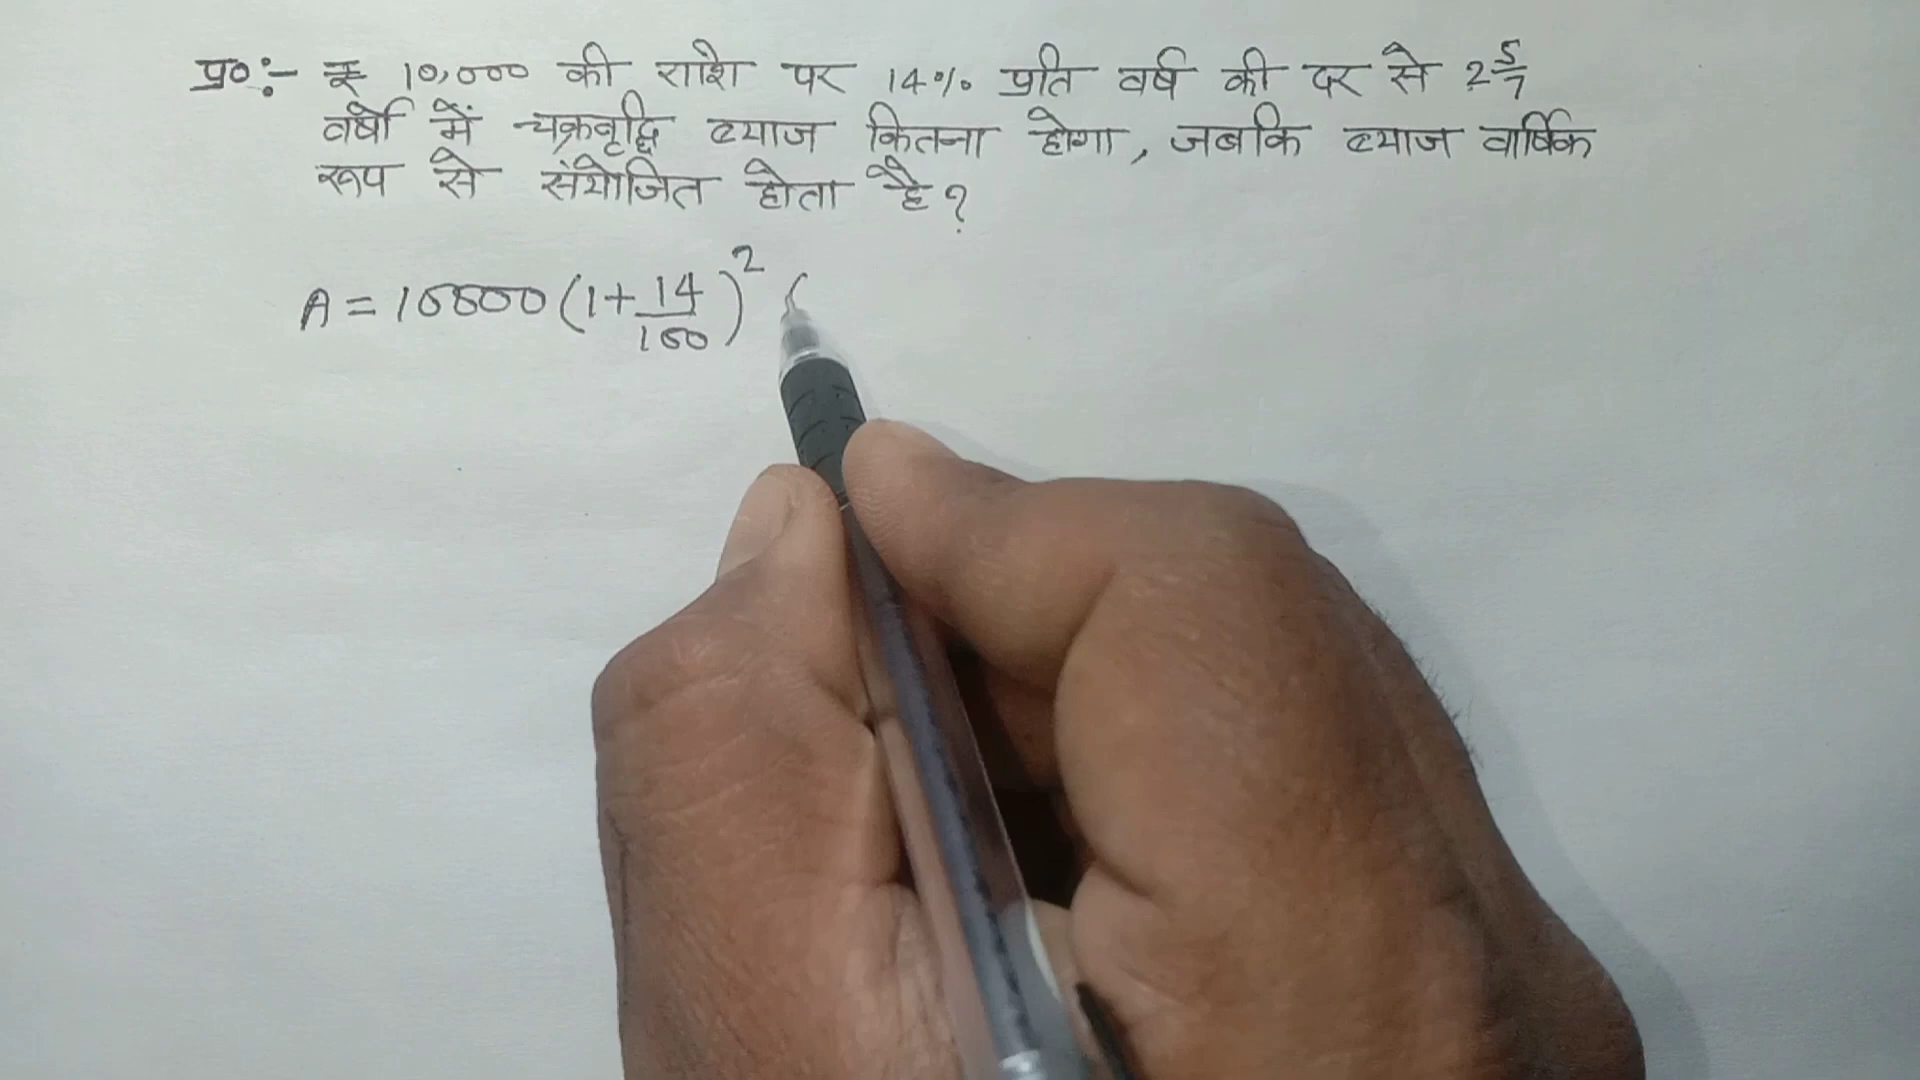 प्र०:- ₹ 10,000 की राशि पर 14% प्रति वर्ष की दर से 2 5/7
वर्षों में चक्रवृद्धि ब्याज कितना होगा, जबकि ब्याज वार्षिक
रूप से संयोजित होता है?
A = 10000 (1 + 14/100)² (